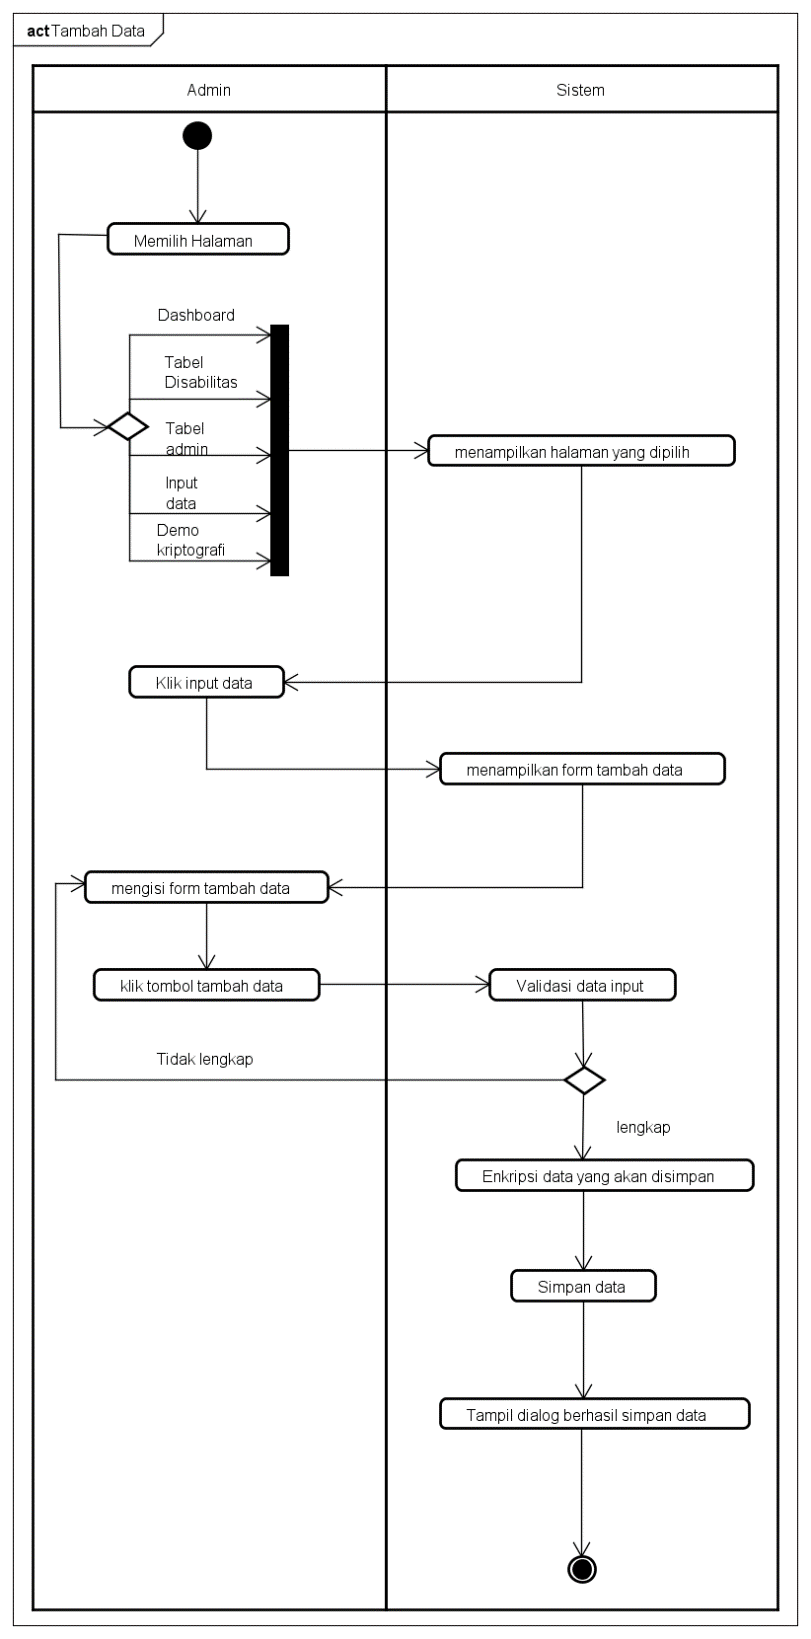 act Tambah Data
Admin
Sistem
Memilih Halaman
Dashboard
Tabel
Disabilitas
Tabel
admin
Input
data
Demo
kriptografi
menampilkan halaman yang dipilih
Klik input data
menampilkan form tambah data
mengisi form tambah data
klik tombol tambah data
Validasi data input
Tidak lengkap
lengkap
Enkripsi data yang akan disimpan
Simpan data
Tampil dialog berhasil simpan data